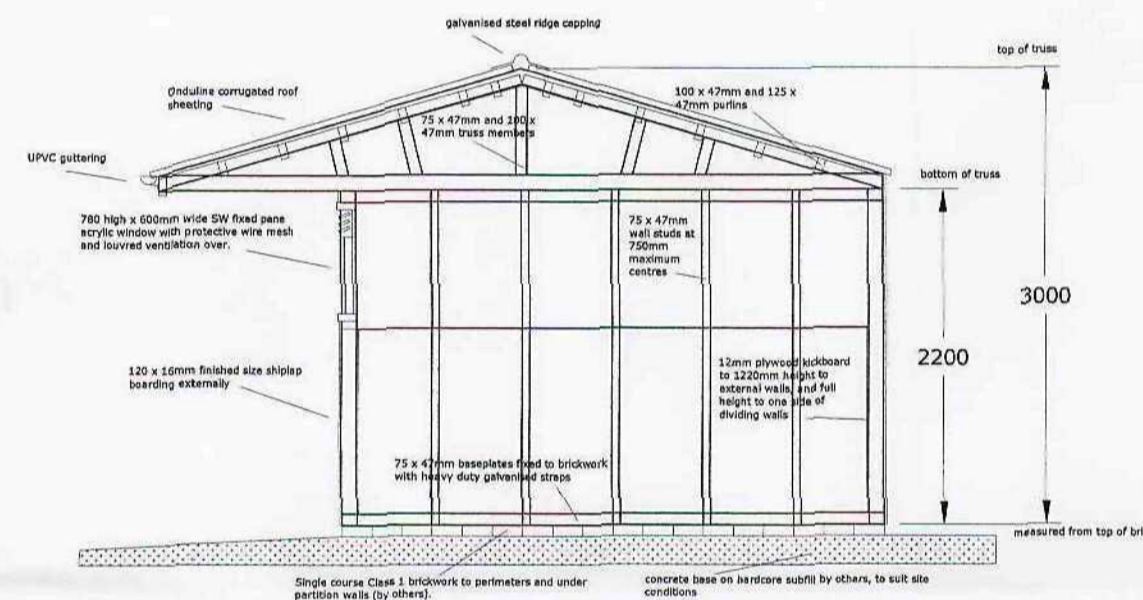 galvanised steel ridge capping
top of truss
Onduline corrugated roof
sheeting
100 x 47mm and 125 x
47mm purlins
75 x 47mm and 100 x
47mm truss members
UPVC guttering
bottom of truss
780 high x 600mm wide SW fixed pane
acrylic window with protective wire mesh
and louvred ventilation over.
75 x 47mm
wall studs at
750mm
maximum
centres
3000
2200
120 x 16mm finished size shiplap
boarding externally
12mm plywood kickboard
to 1220mm height to
external walls, and full
height to one side of
dividing walls
75 x 47mm baseplates fixed to brickwork
with heavy duty galvanised straps
measured from top of bri
Single course Class 1 brickwork to perimeters and under
partition walls (by others).
concrete base on hardcore subfill by others, to suit site
conditions